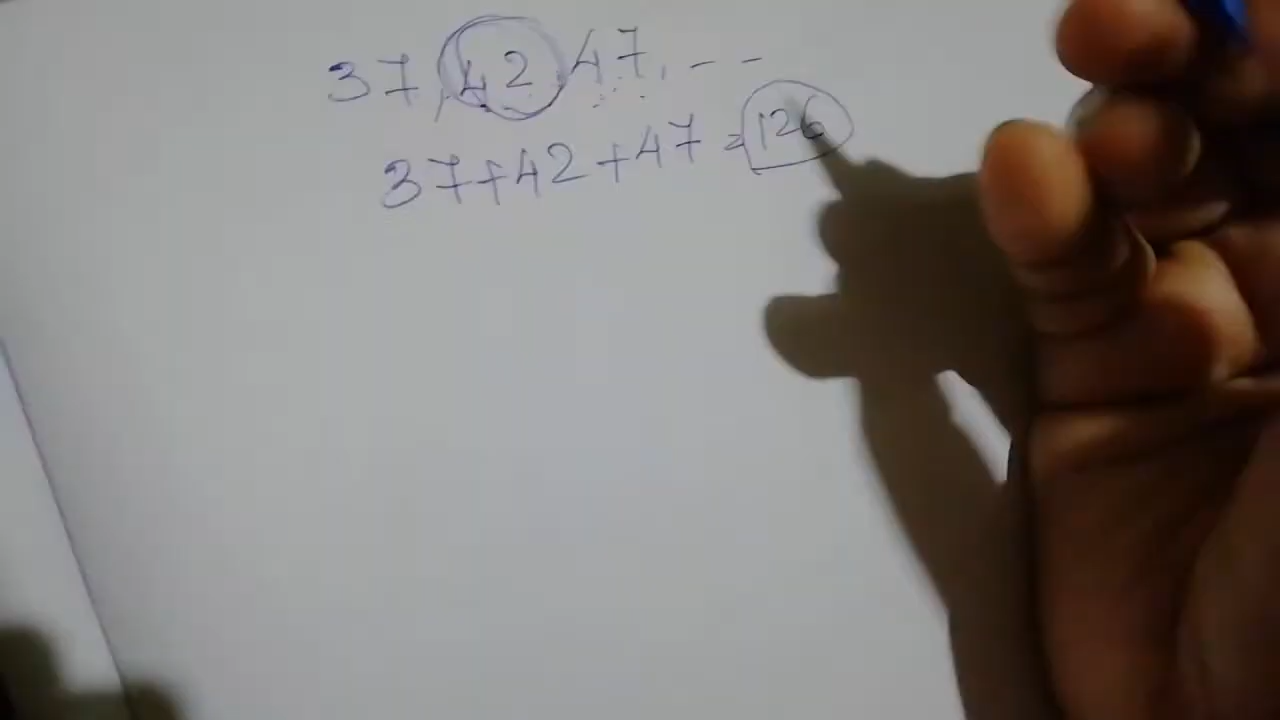 37, 42, 47, - -
37+42+47 = 126